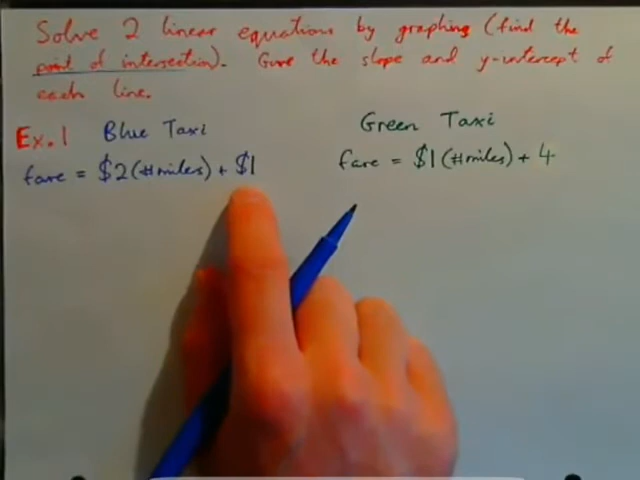 Solve 2 linear equations by graphing (find the
point of intersection). Give the slope and y-intercept of
each line.
Ex. 1 Blue Taxi
fare = $2(#miles) + $1
Green Taxi
fare = $1(#miles) + 4